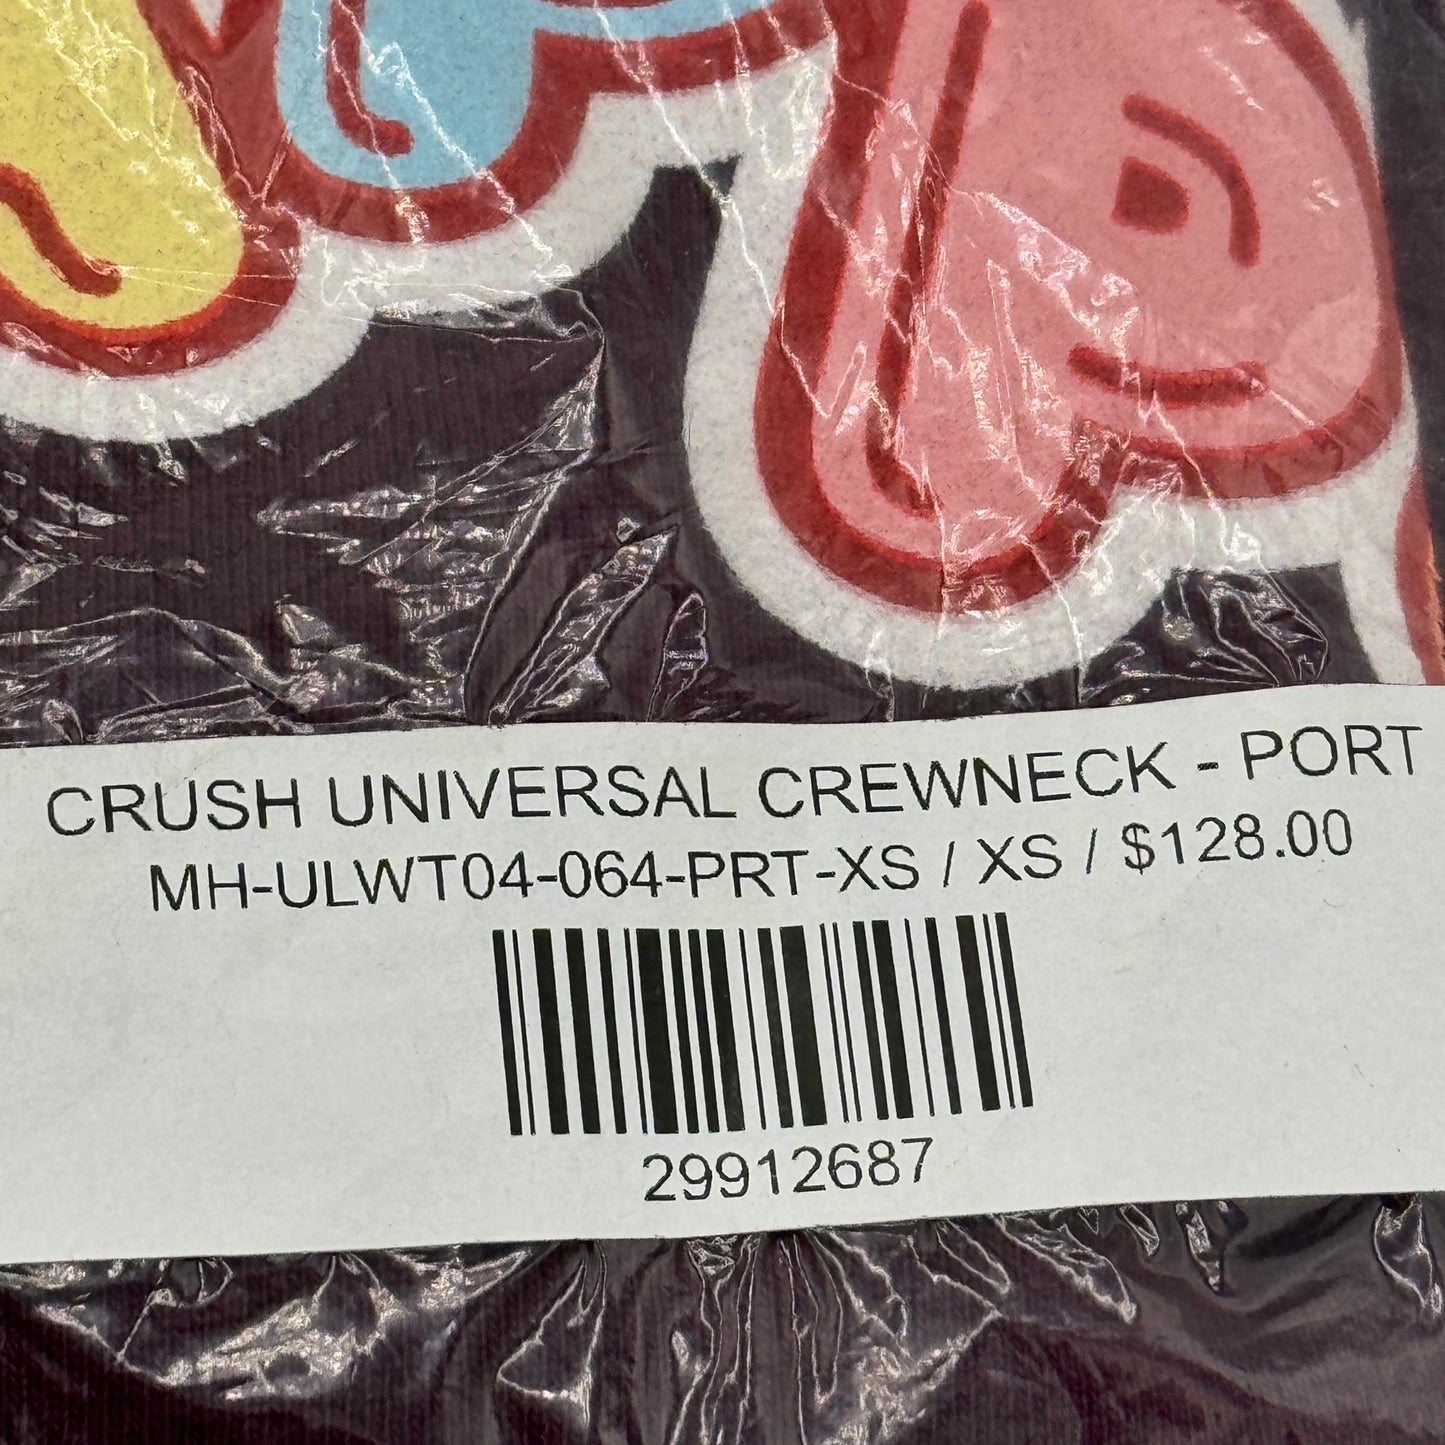 CRUSH UNIVERSAL CREWNECK - PORT
MH-ULWT04-064-PRT-XS / XS / $128.00
29912687